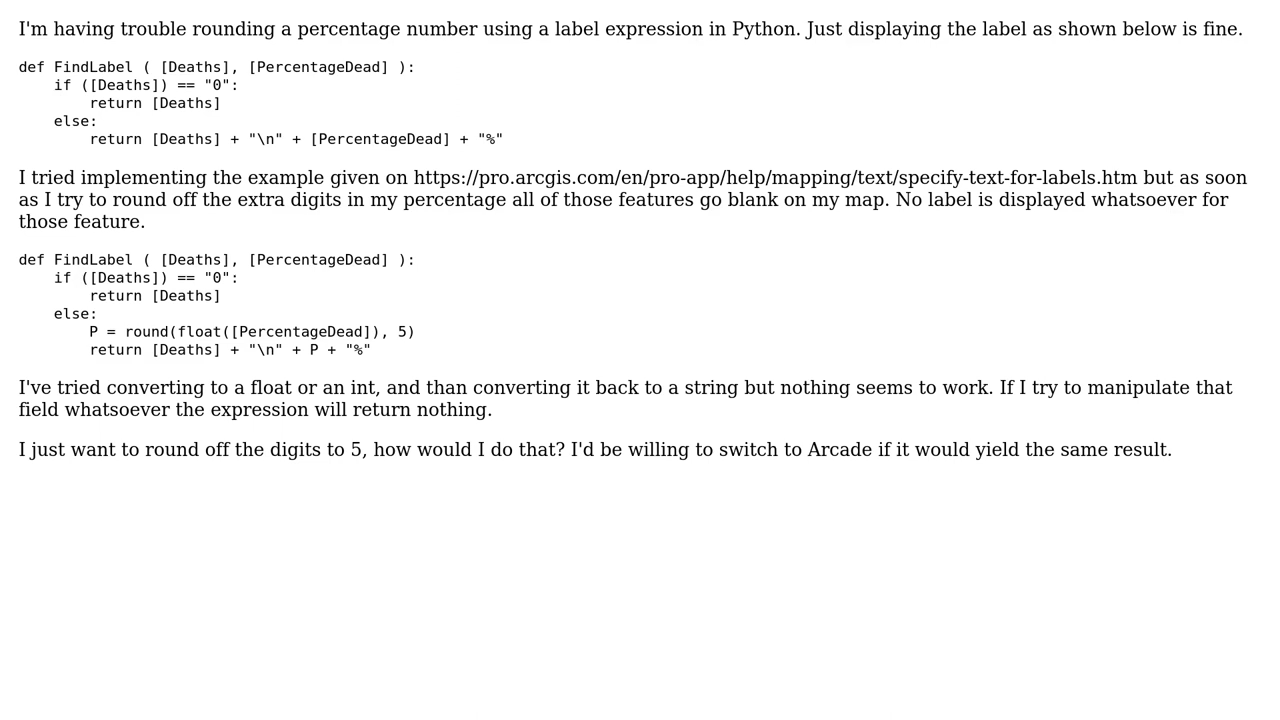 I'm having trouble rounding a percentage number using a label expression in Python. Just displaying the label as shown below is fine.
def FindLabel ( [Deaths], [PercentageDead] ):
    if ([Deaths]) == "0":
        return [Deaths]
    else:
        return [Deaths] + "\n" + [PercentageDead] + "%"
I tried implementing the example given on https://pro.arcgis.com/en/pro-app/help/mapping/text/specify-text-for-labels.htm but as soon
as I try to round off the extra digits in my percentage all of those features go blank on my map. No label is displayed whatsoever for
those feature.
def FindLabel ( [Deaths], [PercentageDead] ):
    if ([Deaths]) == "0":
        return [Deaths]
    else:
        P = round(float([PercentageDead]), 5)
        return [Deaths] + "\n" + P + "%"
I've tried converting to a float or an int, and than converting it back to a string but nothing seems to work. If I try to manipulate that
field whatsoever the expression will return nothing.
I just want to round off the digits to 5, how would I do that? I'd be willing to switch to Arcade if it would yield the same result.